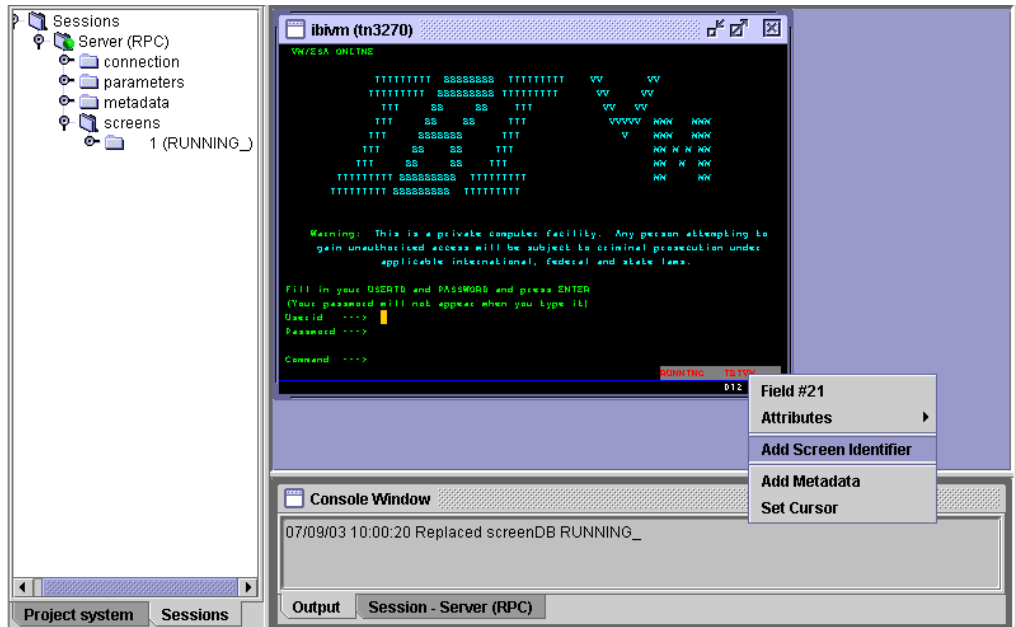 Sessions
Server (RPC)
connection
parameters
metadata
screens
1 (RUNNING_)
Project system
Sessions
ibivm (tn3270)
VM/ESA ONLINE
Warning: This is a private computer facility. Any person attempting to
gain unauthorized access will be subject to criminal prosecution under
applicable international, federal and state laws.
Fill in your USERID and PASSWORD and press ENTER
(Your password will not appear when you type it)
Userid --->
Password --->
Command --->
RUNNING IBIVM
Field #21
Attributes
Add Screen Identifier
Add Metadata
Set Cursor
Console Window
07/09/03 10:00:20 Replaced screenDB RUNNING_
Output
Session - Server (RPC)